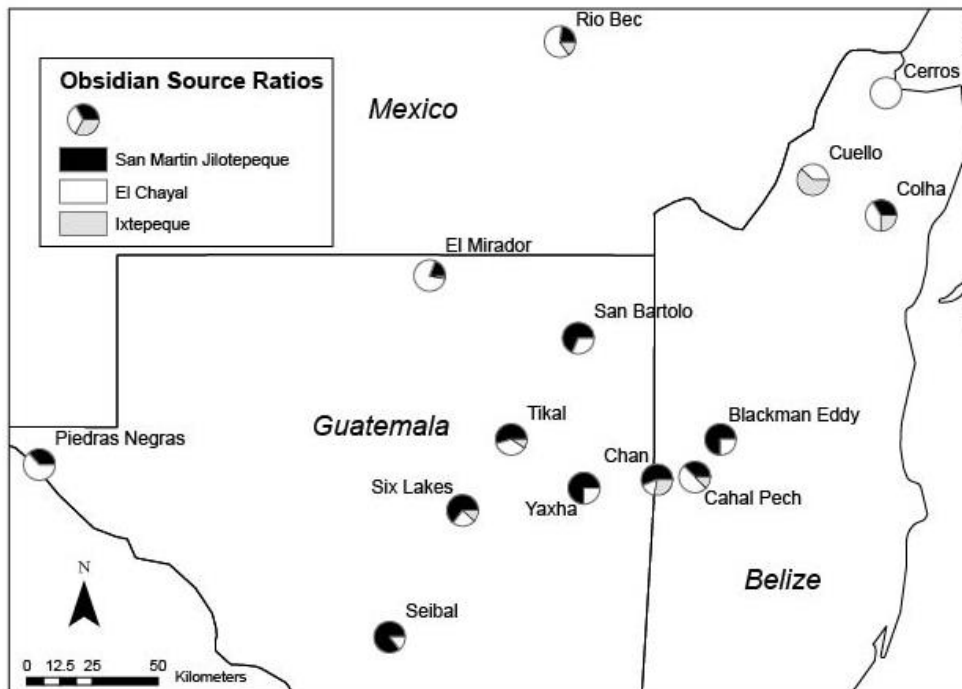 Rio Bec
Obsidian Source Ratios
Cerros
Mexico
San Martin Jilotepeque
El Chayal
Ixtepeque
Cuello
Colha
El Mirador
San Bartolo
Tikal
Blackman Eddy
Guatemala
Piedras Negras
Chan
Six Lakes
Yaxha
Cahal Pech
Belize
N
Seibal
0 12.5 25 50
Kilometers